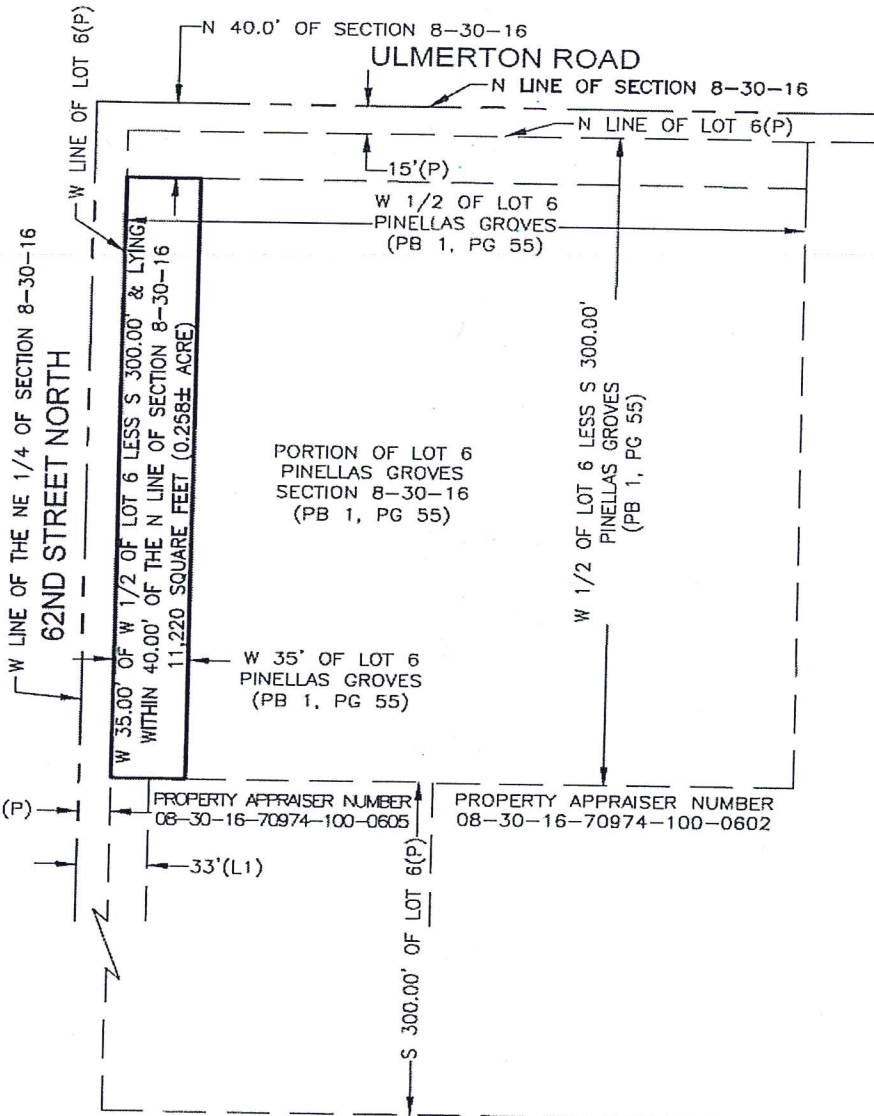 N 40.0' OF SECTION 8-30-16
ULMERTON ROAD
N LINE OF SECTION 8-30-16
N LINE OF LOT 6(P)
W LINE OF LOT 6(P)
15'(P)
W 1/2 OF LOT 6
PINELLAS GROVES
(PB 1, PG 55)
W LINE OF THE NE 1/4 OF SECTION 8-30-16
62ND STREET NORTH
W 35.00' OF W 1/2 OF LOT 6 LESS S 300.00' & LYING
WITHIN 40.00' OF THE N LINE OF SECTION 8-30-16
11,220 SQUARE FEET (0.258± ACRE)
PORTION OF LOT 6
PINELLAS GROVES
SECTION 8-30-16
(PB 1, PG 55)
W 1/2 OF LOT 6 LESS S 300.00'
PINELLAS GROVES
(PB 1, PG 55)
W 35' OF LOT 6
PINELLAS GROVES
(PB 1, PG 55)
(P)
PROPERTY APPRAISER NUMBER
08-30-16-70974-100-0605
PROPERTY APPRAISER NUMBER
08-30-16-70974-100-0602
33'(L1)
S 300.00' OF LOT 6(P)